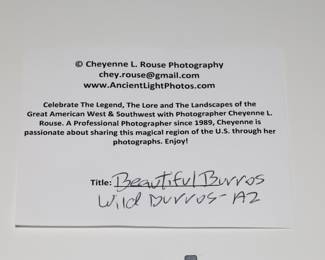 © Cheyenne L. Rouse Photography
chey.rouse@gmail.com
www.AncientLightPhotos.com
Celebrate The Legend, The Lore and The Landscapes of the
Great American West & Southwest with Photographer Cheyenne L.
Rouse. A Professional Photographer since 1989, Cheyenne is
passionate about sharing this magical region of the U.S. through her
photographs. Enjoy!
Title: Beautiful Burros
Wild Burros - AZ